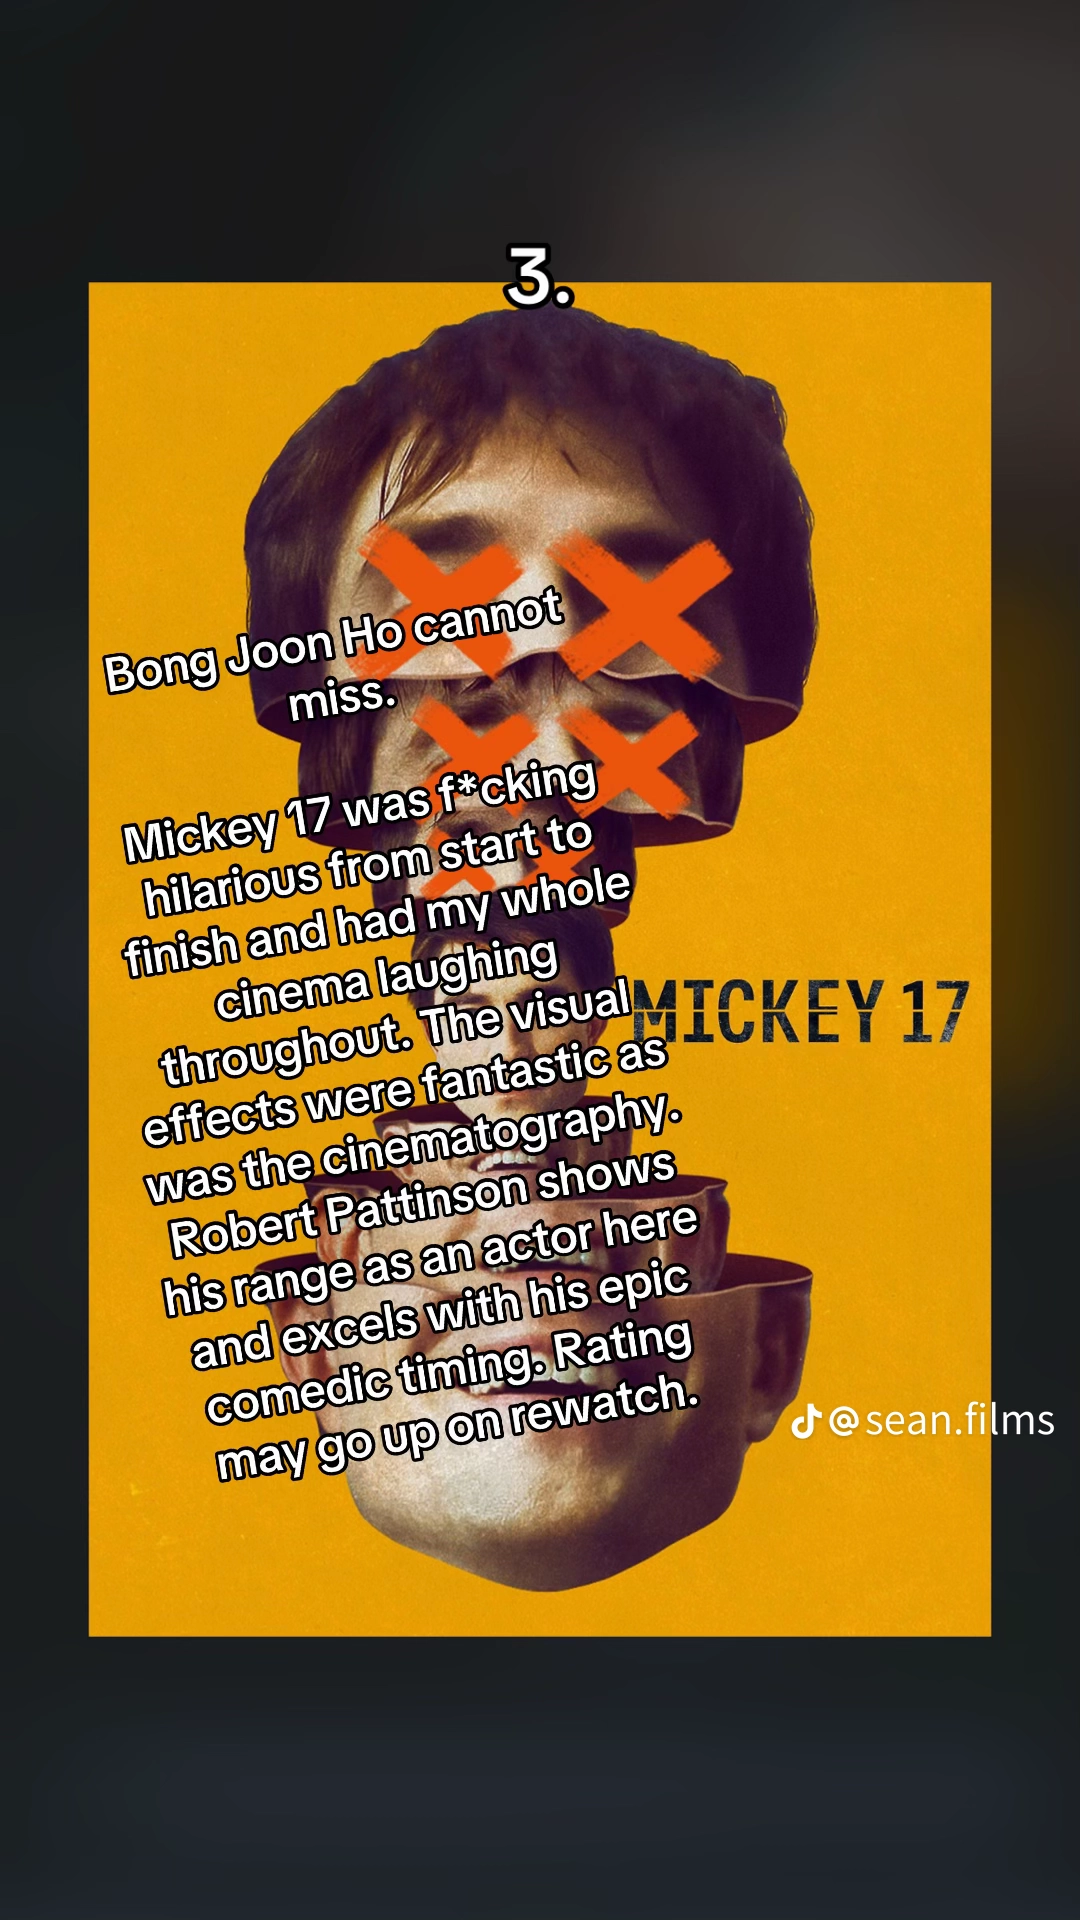 3.
Bong Joon Ho cannot
miss.
Mickey 17 was f*cking
hilarious from start to
finish and had my whole
cinema laughing
throughout. The visual
effects were fantastic as
was the cinematography.
Robert Pattinson shows
his range as an actor here
and excels with his epic
comedic timing. Rating
may go up on rewatch.
MICKEY 17
@sean.films